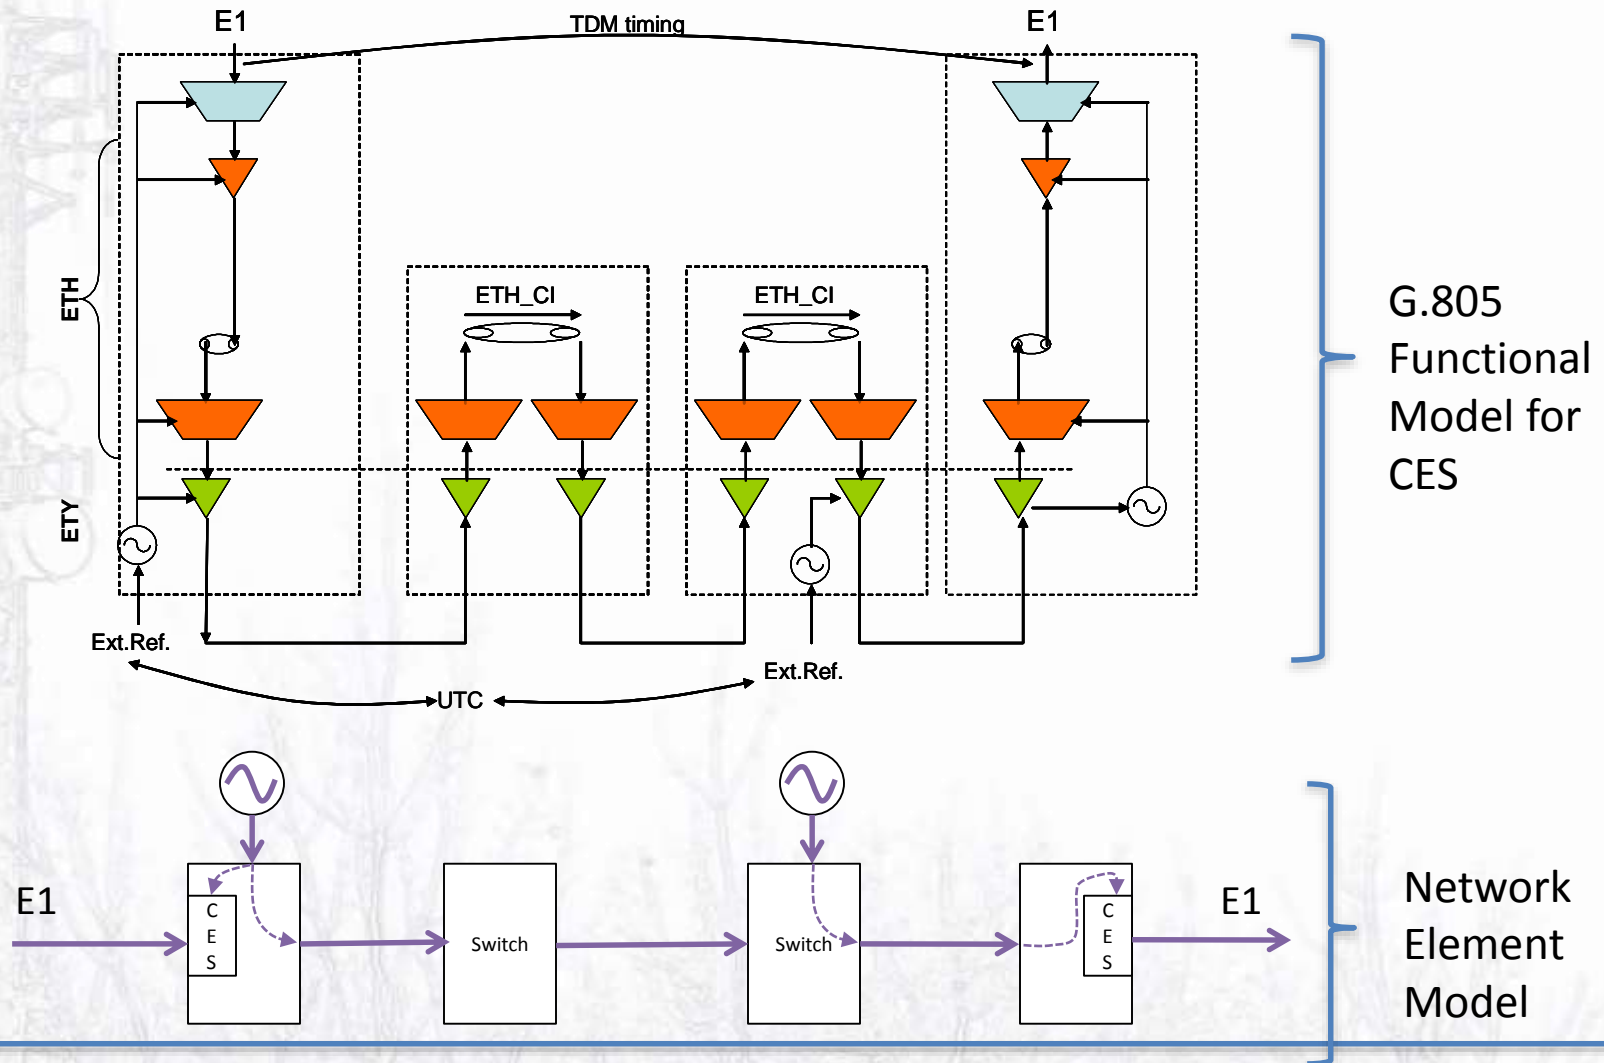 E1
TDM timing
E1
ETH_CI
ETH_CI
ETH
ETY
Ext.Ref.
Ext.Ref.
UTC
G.805
Functional
Model for
CES
E1
C
E
S
Switch
Switch
C
E
S
E1
Network
Element
Model